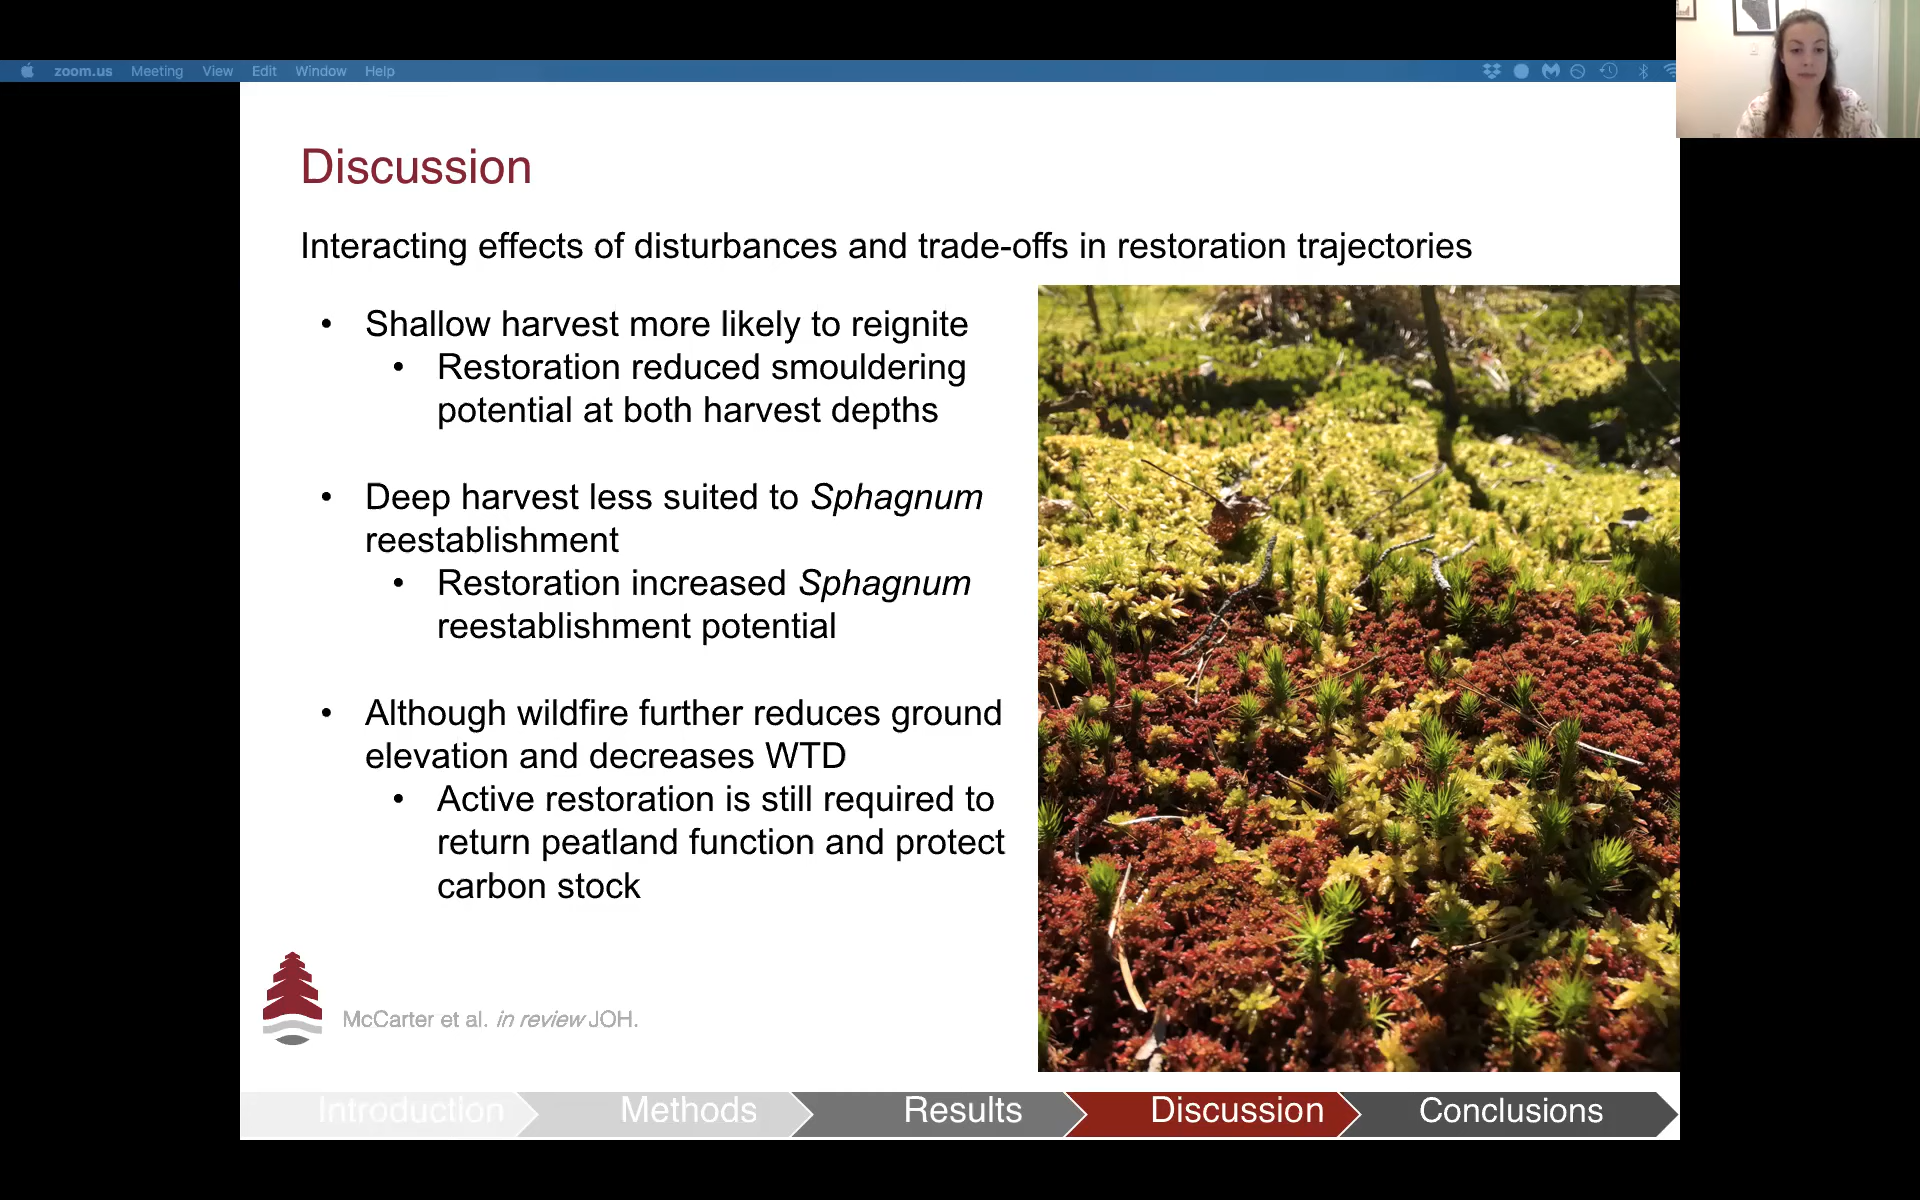 zoom.us Meeting View Edit Window Help
Discussion
Interacting effects of disturbances and trade-offs in restoration trajectories
• Shallow harvest more likely to reignite
• Restoration reduced smouldering
potential at both harvest depths
• Deep harvest less suited to Sphagnum
reestablishment
• Restoration increased Sphagnum
reestablishment potential
• Although wildfire further reduces ground
elevation and decreases WTD
• Active restoration is still required to
return peatland function and protect
carbon stock
McCarter et al. in review JOH.
Introduction Methods Results Discussion Conclusions